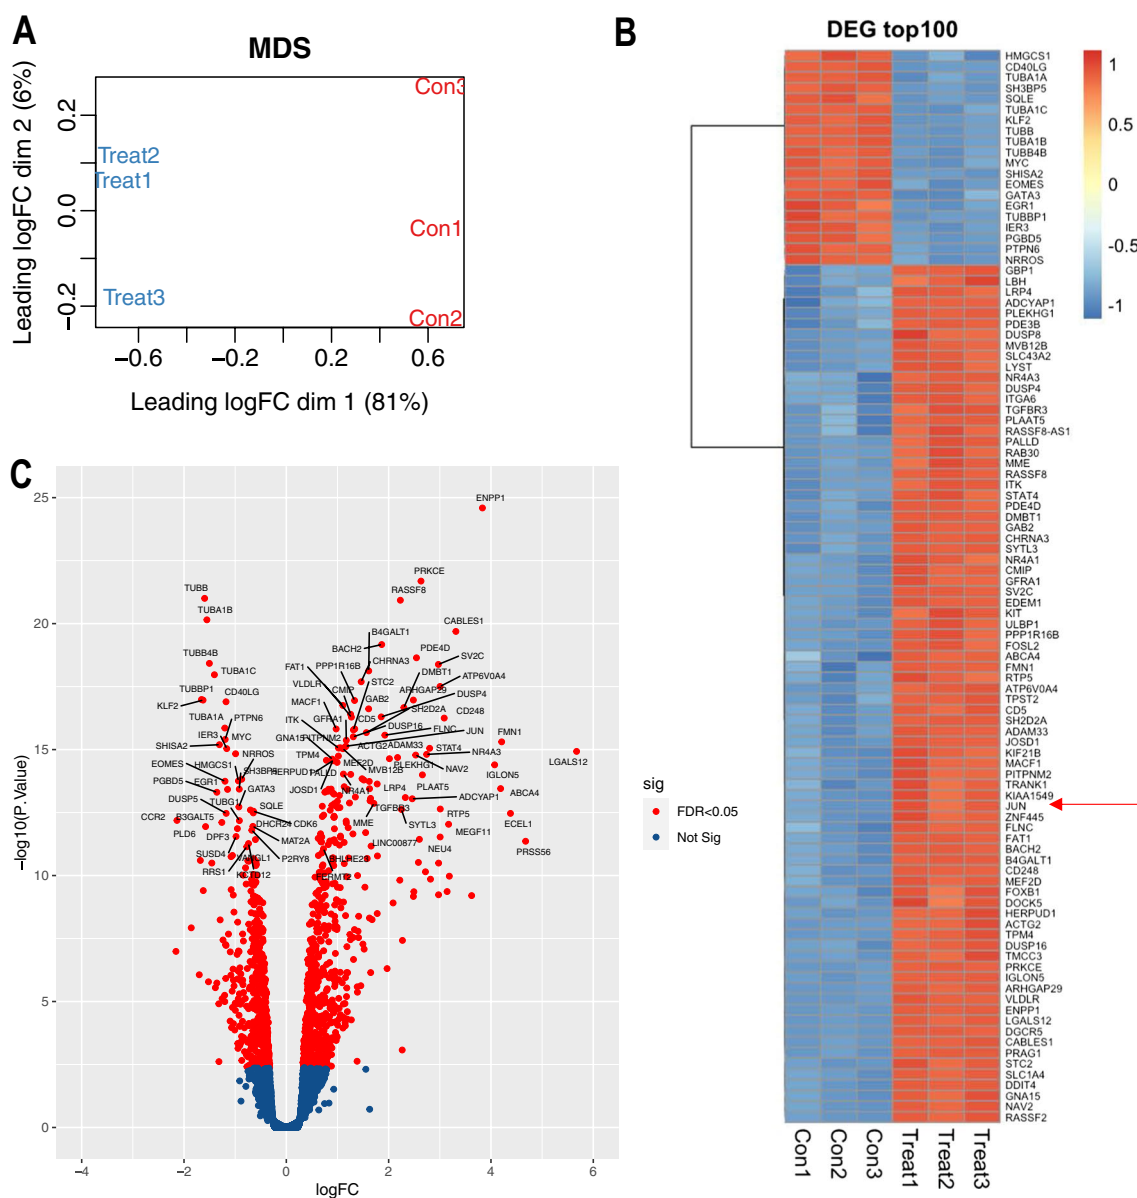 A
MDS
Leading logFC dim 2 (6%)
0.2
0.0
−0.2
Con3
Treat2
Treat1
Con1
Treat3
Con2
−0.6
−0.2
0.2
0.6
Leading logFC dim 1 (81%)
B
DEG top100
1
0.5
0
-0.5
-1
HMGCS1
CD40LG
TUBA1A
SH3BP5
SQLE
TUBA1C
KLF2
TUBB
TUBA1B
TUBB4B
MYC
SHISA2
EOMES
GATA3
EGR1
TUBBP1
IER3
PGBD5
PTPN6
NRROS
GBP1
LBH
LRP4
ADCYAP1
PLEKHG1
PDE3B
DUSP8
MVB12B
SLC43A2
LYST
NR4A3
DUSP4
ITGA6
TGFBR3
PLAAT5
RASSF8-AS1
PALLD
RAB30
MME
RASSF8
ITK
STAT4
PDE4D
DMBT1
GAB2
CHRNA3
SYTL3
NR4A1
CMIP
GFRA1
SV2C
EDEM1
KIT
ULBP1
PPP1R16B
FOSL2
ABCA4
FMN1
RTP5
ATP6V0A4
TPST2
CD5
SH2D2A
ADAM33
JOSD1
KIF21B
MACF1
PITPNM2
TRANK1
KIAA1549
JUN
ZNF445
FLNC
FAT1
BACH2
B4GALT1
CD248
MEF2D
FOXB1
DOCK5
HERPUD1
ACTG2
TPM4
DUSP16
TMCC3
PRKCE
IGLON5
ARHGAP29
VLDLR
ENPP1
LGALS12
DGCR5
CABLES1
PRAG1
STC2
SLC1A4
DDIT4
GNA15
NAV2
RASSF2
Con1
Con2
Con3
Treat1
Treat2
Treat3
C
−log10(P.Value)
25
20
15
10
5
0
−4
−2
0
2
4
6
logFC
ENPP1
PRKCE
RASSF8
TUBB
TUBA1B
CABLES1
B4GALT1
BACH2
PDE4D
SV2C
TUBB4B
CHRNA3
FAT1
PPP1R16B
DMBT1
ATP6V0A4
TUBA1C
STC2
VLDLR
CMIP
ARHGAP29
DUSP4
TUBBP1
CD40LG
MACF1
GAB2
KLF2
SH2D2A
CD248
TUBA1A
PTPN6
ITK
GFRA1
CD5
DUSP16
FLNC
JUN
FMN1
IER3
MYC
GNA15
PITPNM2
ACTG2
ADAM33
STAT4
NR4A3
SHISA2
NRROS
TPM4
MEF2D
PLEKHG1
LGALS12
EOMES
HMGCS1
SH3BP5
HERPUD1
PALLD
MVB12B
NAV2
IGLON5
PGBD5
EGR1
GATA3
JOSD1
NR4A1
LRP4
PLAAT5
ADCYAP1
ABCA4
DUSP5
TUBG1
SQLE
TGFBR3
RTP5
CCR2
B3GALT5
DHCR24
CDK6
MME
SYTL3
MEGF11
ECEL1
PLD6
DPF3
MAT2A
LINC00877
NEU4
PRSS56
SUSD4
VANGL1
P2RY8
BHLHE23
RRS1
KCTD12
FERMT2
sig
FDR<0.05
Not Sig